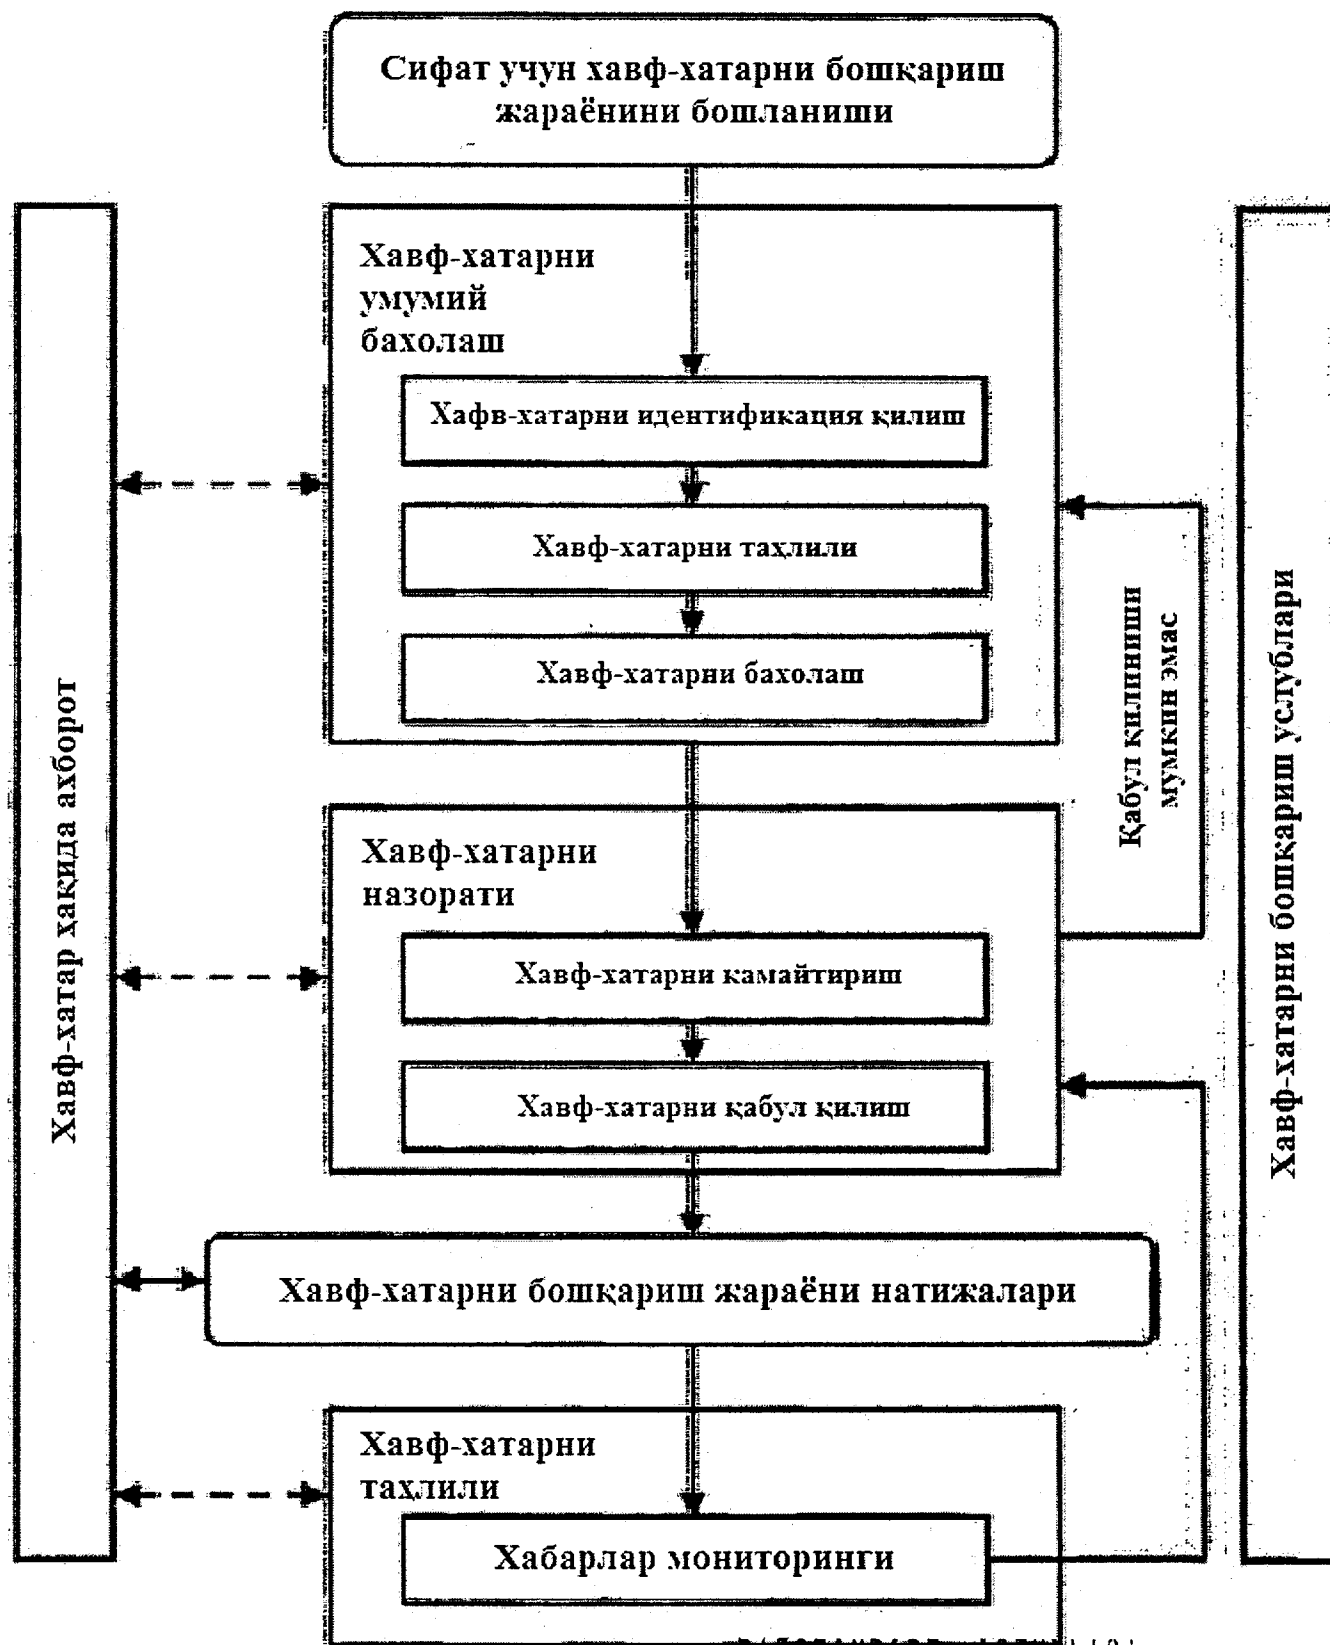 Сифат учун хавф-хатарни бошқариш
жараёнини бошланиши
Хавф-хатарни
умумий
бахолаш
Хафв-хатарни идентификация қилиш
Хавф-хатарни таҳлили
Хавф-хатарни бахолаш
Қабул қилиниши
мумкин эмас
Хавф-хатар ҳақида ахборот
Хавф-хатарни бошқариш услублари
Хавф-хатарни
назорати
Хавф-хатарни камайтириш
Хавф-хатарни қабул қилиш
Хавф-хатарни бошқариш жараёни натижалари
Хавф-хатарни
таҳлили
Хабарлар мониторинги